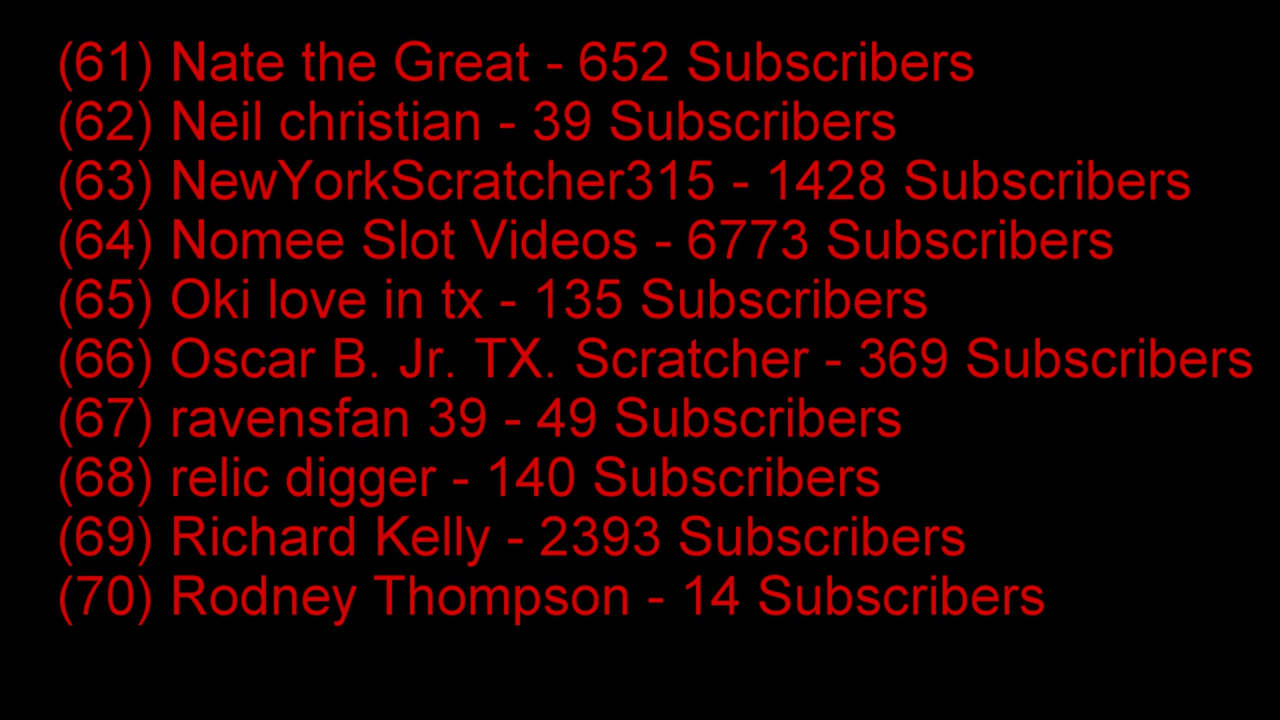 (61) Nate the Great - 652 Subscribers
(62) Neil christian - 39 Subscribers
(63) NewYorkScratcher315 - 1428 Subscribers
(64) Nomee Slot Videos - 6773 Subscribers
(65) Oki love in tx - 135 Subscribers
(66) Oscar B. Jr. TX. Scratcher - 369 Subscribers
(67) ravensfan 39 - 49 Subscribers
(68) relic digger - 140 Subscribers
(69) Richard Kelly - 2393 Subscribers
(70) Rodney Thompson - 14 Subscribers